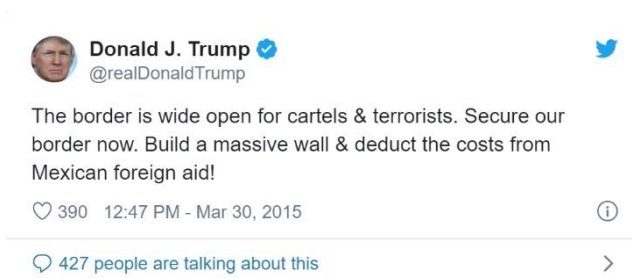 Donald J. Trump
@realDonaldTrump
The border is wide open for cartels & terrorists. Secure our
border now. Build a massive wall & deduct the costs from
Mexican foreign aid!
390 12:47 PM - Mar 30, 2015
427 people are talking about this